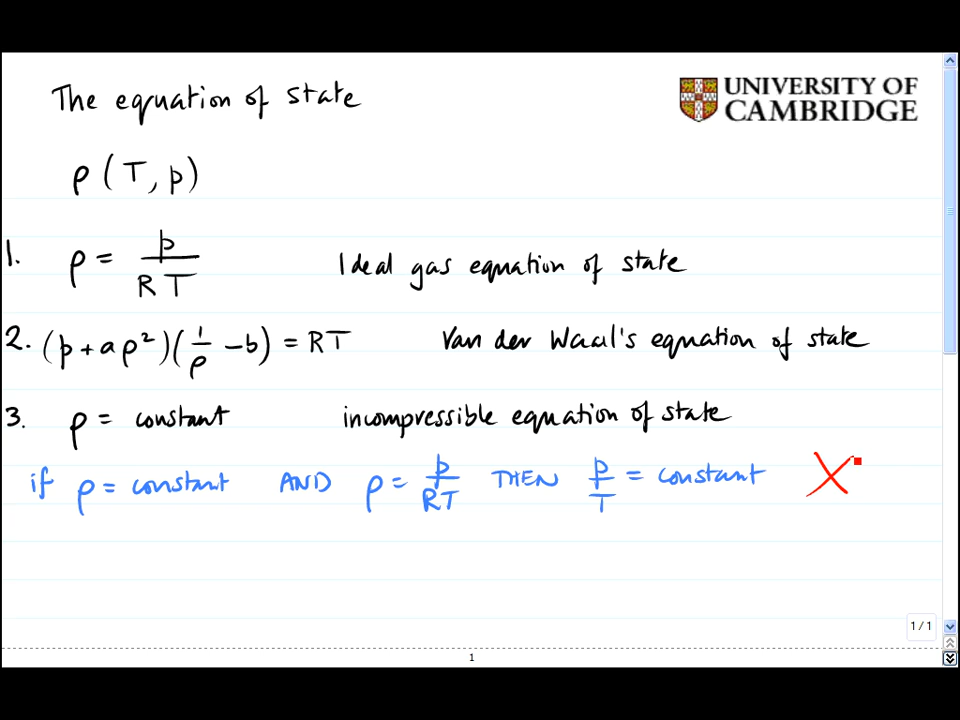 The equation of state
UNIVERSITY OF
CAMBRIDGE
ρ (T, p)
1. ρ = p / RT Ideal gas equation of state
2. (p + aρ²)(1/ρ - b) = RT Van der Waal's equation of state
3. ρ = constant incompressible equation of state
if ρ = constant AND ρ = p/RT THEN p/T = constant X
1 / 1
1